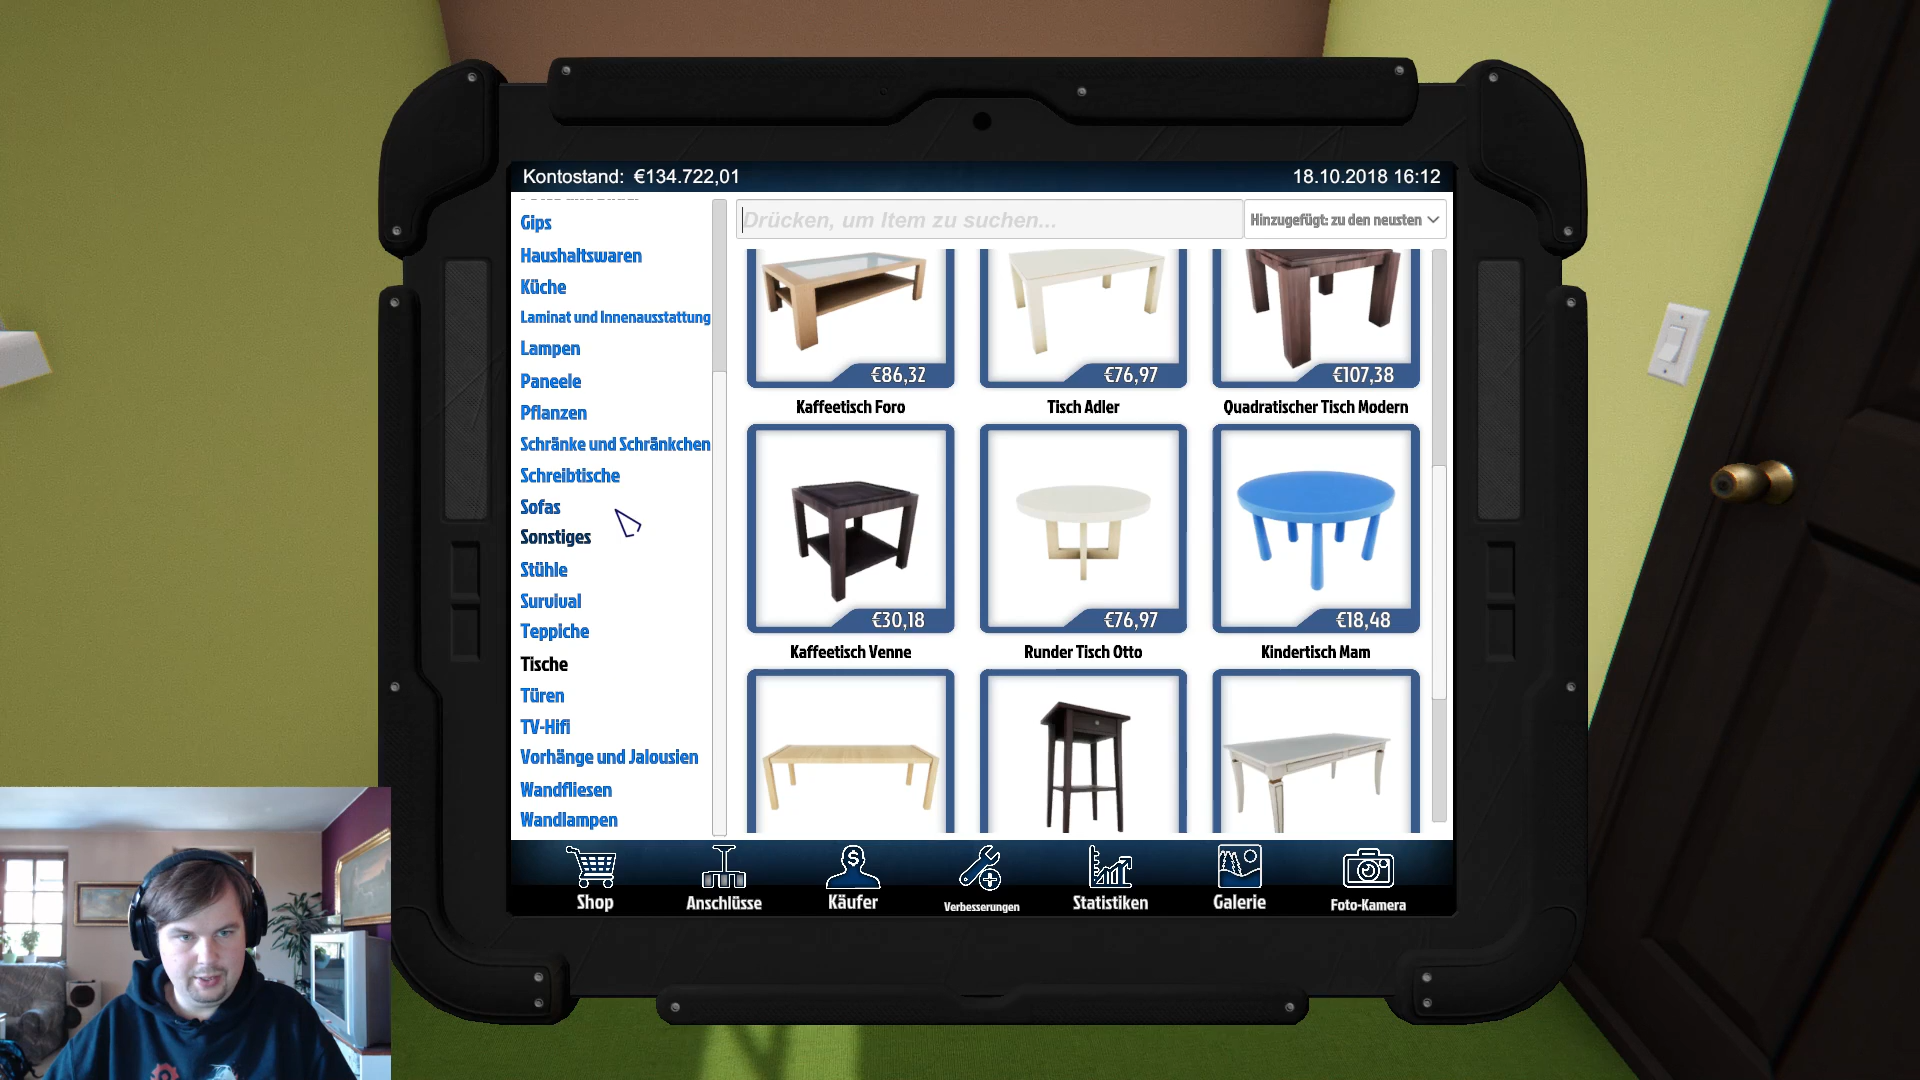 Kontostand: €134.722,01
18.10.2018 16:12
Gips
Haushaltswaren
Küche
Laminat und Innenausstattung
Lampen
Paneele
Pflanzen
Schränke und Schränkchen
Schreibtische
Sofas
Sonstiges
Stühle
Survival
Teppiche
Tische
Türen
TV-Hifi
Vorhänge und Jalousien
Wandfliesen
Wandlampen
Drücken, um Item zu suchen...
Hinzugefügt: zu den neusten
€86,32
€76,97
€107,38
Kaffeetisch Foro
Tisch Adler
Quadratischer Tisch Modern
€30,18
€76,97
€18,48
Kaffeetisch Venne
Runder Tisch Otto
Kindertisch Mam
Shop
Anschlüsse
Käufer
Verbesserungen
Statistiken
Galerie
Foto-Kamera